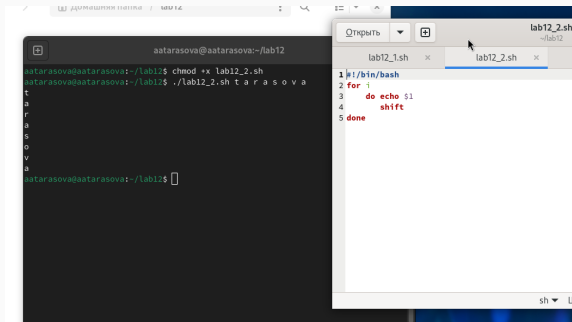 Домашняя папка / lab12
aatarasova@aatarasova:~/lab12
aatarasova@aatarasova:~/lab12$ chmod +x lab12_2.sh
aatarasova@aatarasova:~/lab12$ ./lab12_2.sh t a r a s o v a
t
a
r
a
s
o
v
a
aatarasova@aatarasova:~/lab12$
Открыть
lab12_2.sh
~/lab12
lab12_1.sh × lab12_2.sh ×
1 #!/bin/bash
2 for i
3 do echo $1
4 shift
5 done
sh